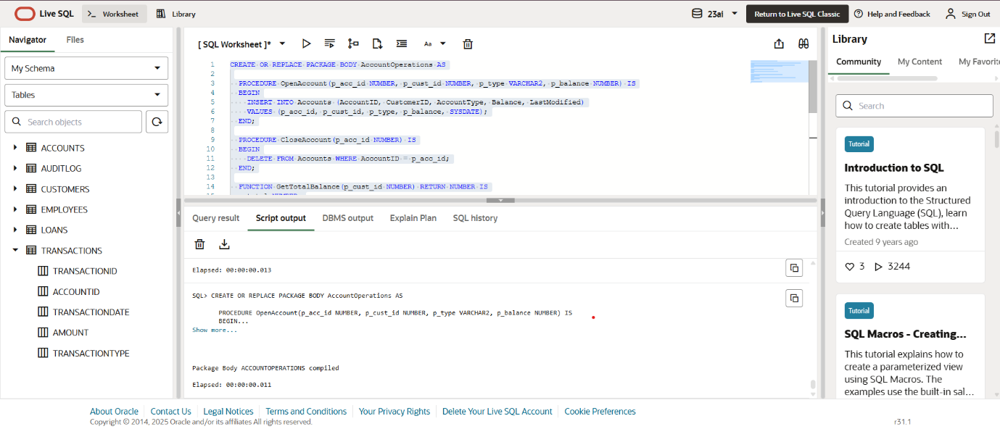 Live SQL
Worksheet
Library
23ai
Return to Live SQL Classic
Help and Feedback
Sign Out
Navigator
Files
My Schema
Tables
Search objects
ACCOUNTS
AUDITLOG
CUSTOMERS
EMPLOYEES
LOANS
TRANSACTIONS
TRANSACTIONID
ACCOUNTID
TRANSACTIONDATE
AMOUNT
TRANSACTIONTYPE
[ SQL Worksheet ]*
Aa
1 CREATE OR REPLACE PACKAGE BODY AccountOperations AS
2
3 PROCEDURE OpenAccount(p_acc_id NUMBER, p_cust_id NUMBER, p_type VARCHAR2, p_balance NUMBER) IS
4 BEGIN
5 INSERT INTO Accounts (AccountID, CustomerID, AccountType, Balance, LastModified)
6 VALUES (p_acc_id, p_cust_id, p_type, p_balance, SYSDATE);
7 END;
8
9 PROCEDURE CloseAccount(p_acc_id NUMBER) IS
10 BEGIN
11 DELETE FROM Accounts WHERE AccountID = p_acc_id;
12 END;
13
14 FUNCTION GetTotalBalance(p_cust_id NUMBER) RETURN NUMBER IS
Query result
Script output
DBMS output
Explain Plan
SQL history
Elapsed: 00:00:00.013
SQL> CREATE OR REPLACE PACKAGE BODY AccountOperations AS
PROCEDURE OpenAccount(p_acc_id NUMBER, p_cust_id NUMBER, p_type VARCHAR2, p_balance NUMBER) IS
BEGIN...
Show more...
Package Body ACCOUNTOPERATIONS compiled
Elapsed: 00:00:00.011
Library
Community
My Content
My Favorite
Search
Tutorial
Introduction to SQL
This tutorial provides an
introduction to the Structured
Query Language (SQL), learn
how to create tables with...
Created 9 years ago
3
3244
Tutorial
SQL Macros - Creating...
This tutorial explains how to
create a parameterized view
using SQL Macros. The
examples use the built-in sal...
About Oracle
Contact Us
Legal Notices
Terms and Conditions
Your Privacy Rights
Delete Your Live SQL Account
Cookie Preferences
Copyright © 2014, 2025 Oracle and/or its affiliates All rights reserved.
r31.1